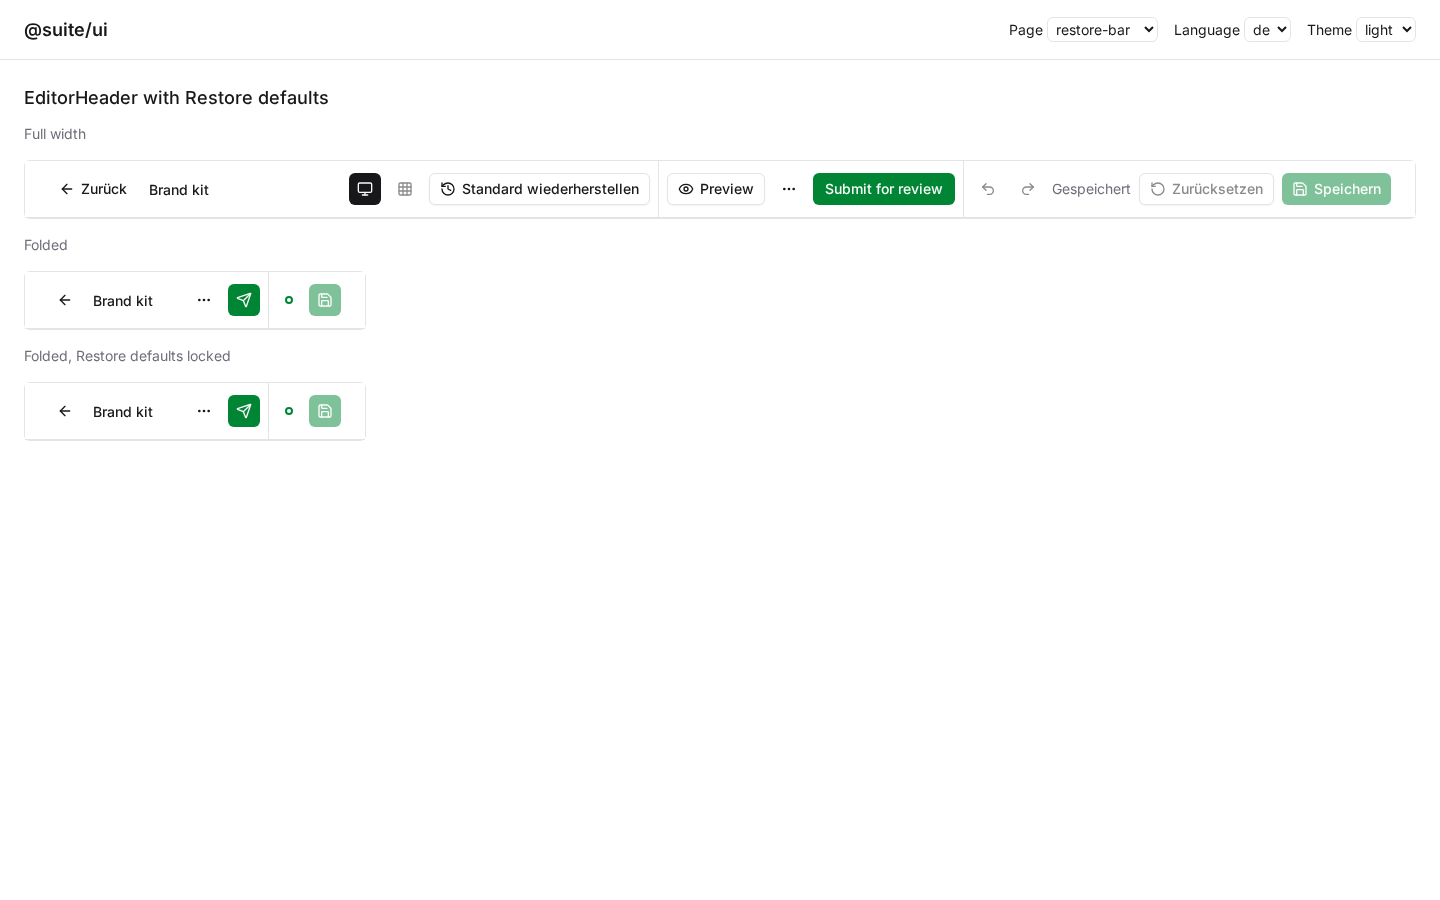 @suite/ui
Page restore-bar Language de Theme light
EditorHeader with Restore defaults
Full width
Zurück Brand kit Standard wiederherstellen Preview Submit for review Gespeichert Zurücksetzen Speichern
Folded
Brand kit
Folded, Restore defaults locked
Brand kit